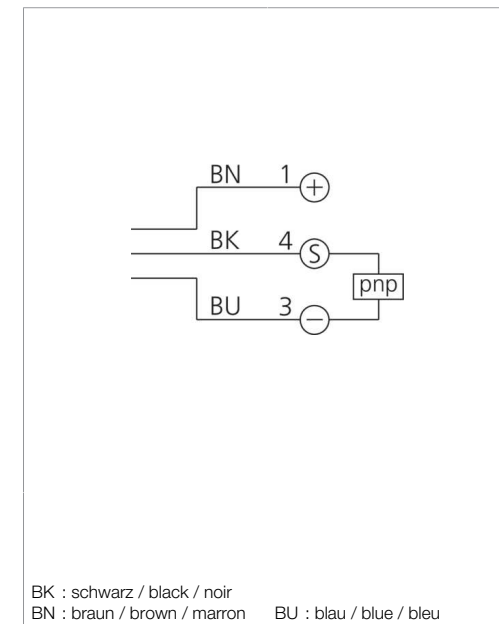 BN 1 +
BK 4 S
pnp
BU 3 −
BK : schwarz / black / noir
BN : braun / brown / marron BU : blau / blue / bleu